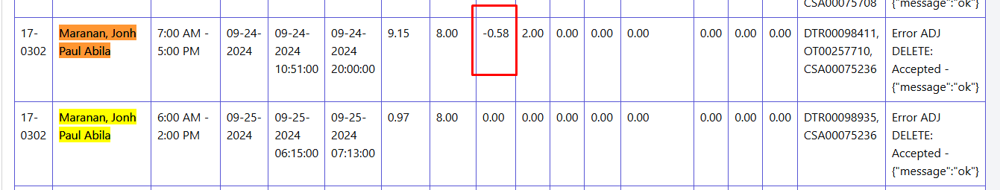 CSA00075708 {"message":"ok"}
17- Maranan, Jonh 7:00 AM - 09-24- 09-24- 09-24- 9.15 8.00 -0.58 2.00 0.00 0.00 0.00 0.00 0.00 0.00 DTR00098411, Error ADJ
0302 Paul Abila 5:00 PM 2024 2024 2024 OT00257710, DELETE:
10:51:00 20:00:00 CSA00075236 Accepted -
{"message":"ok"}
17- Maranan, Jonh 6:00 AM - 09-25- 09-25- 09-25- 0.97 8.00 0.00 0.00 0.00 0.00 0.00 0.00 0.00 0.00 DTR00098935, Error ADJ
0302 Paul Abila 2:00 PM 2024 2024 2024 CSA00075236 DELETE:
06:15:00 07:13:00 Accepted -
{"message":"ok"}